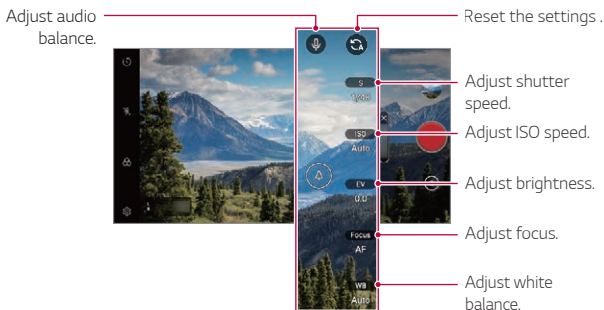 Adjust audio
balance.
Reset the settings .
S
1/48
Adjust shutter
speed.
ISO
Auto
Adjust ISO speed.
EV
0.0
Adjust brightness.
Focus
AF
Adjust focus.
WB
Auto
Adjust white
balance.